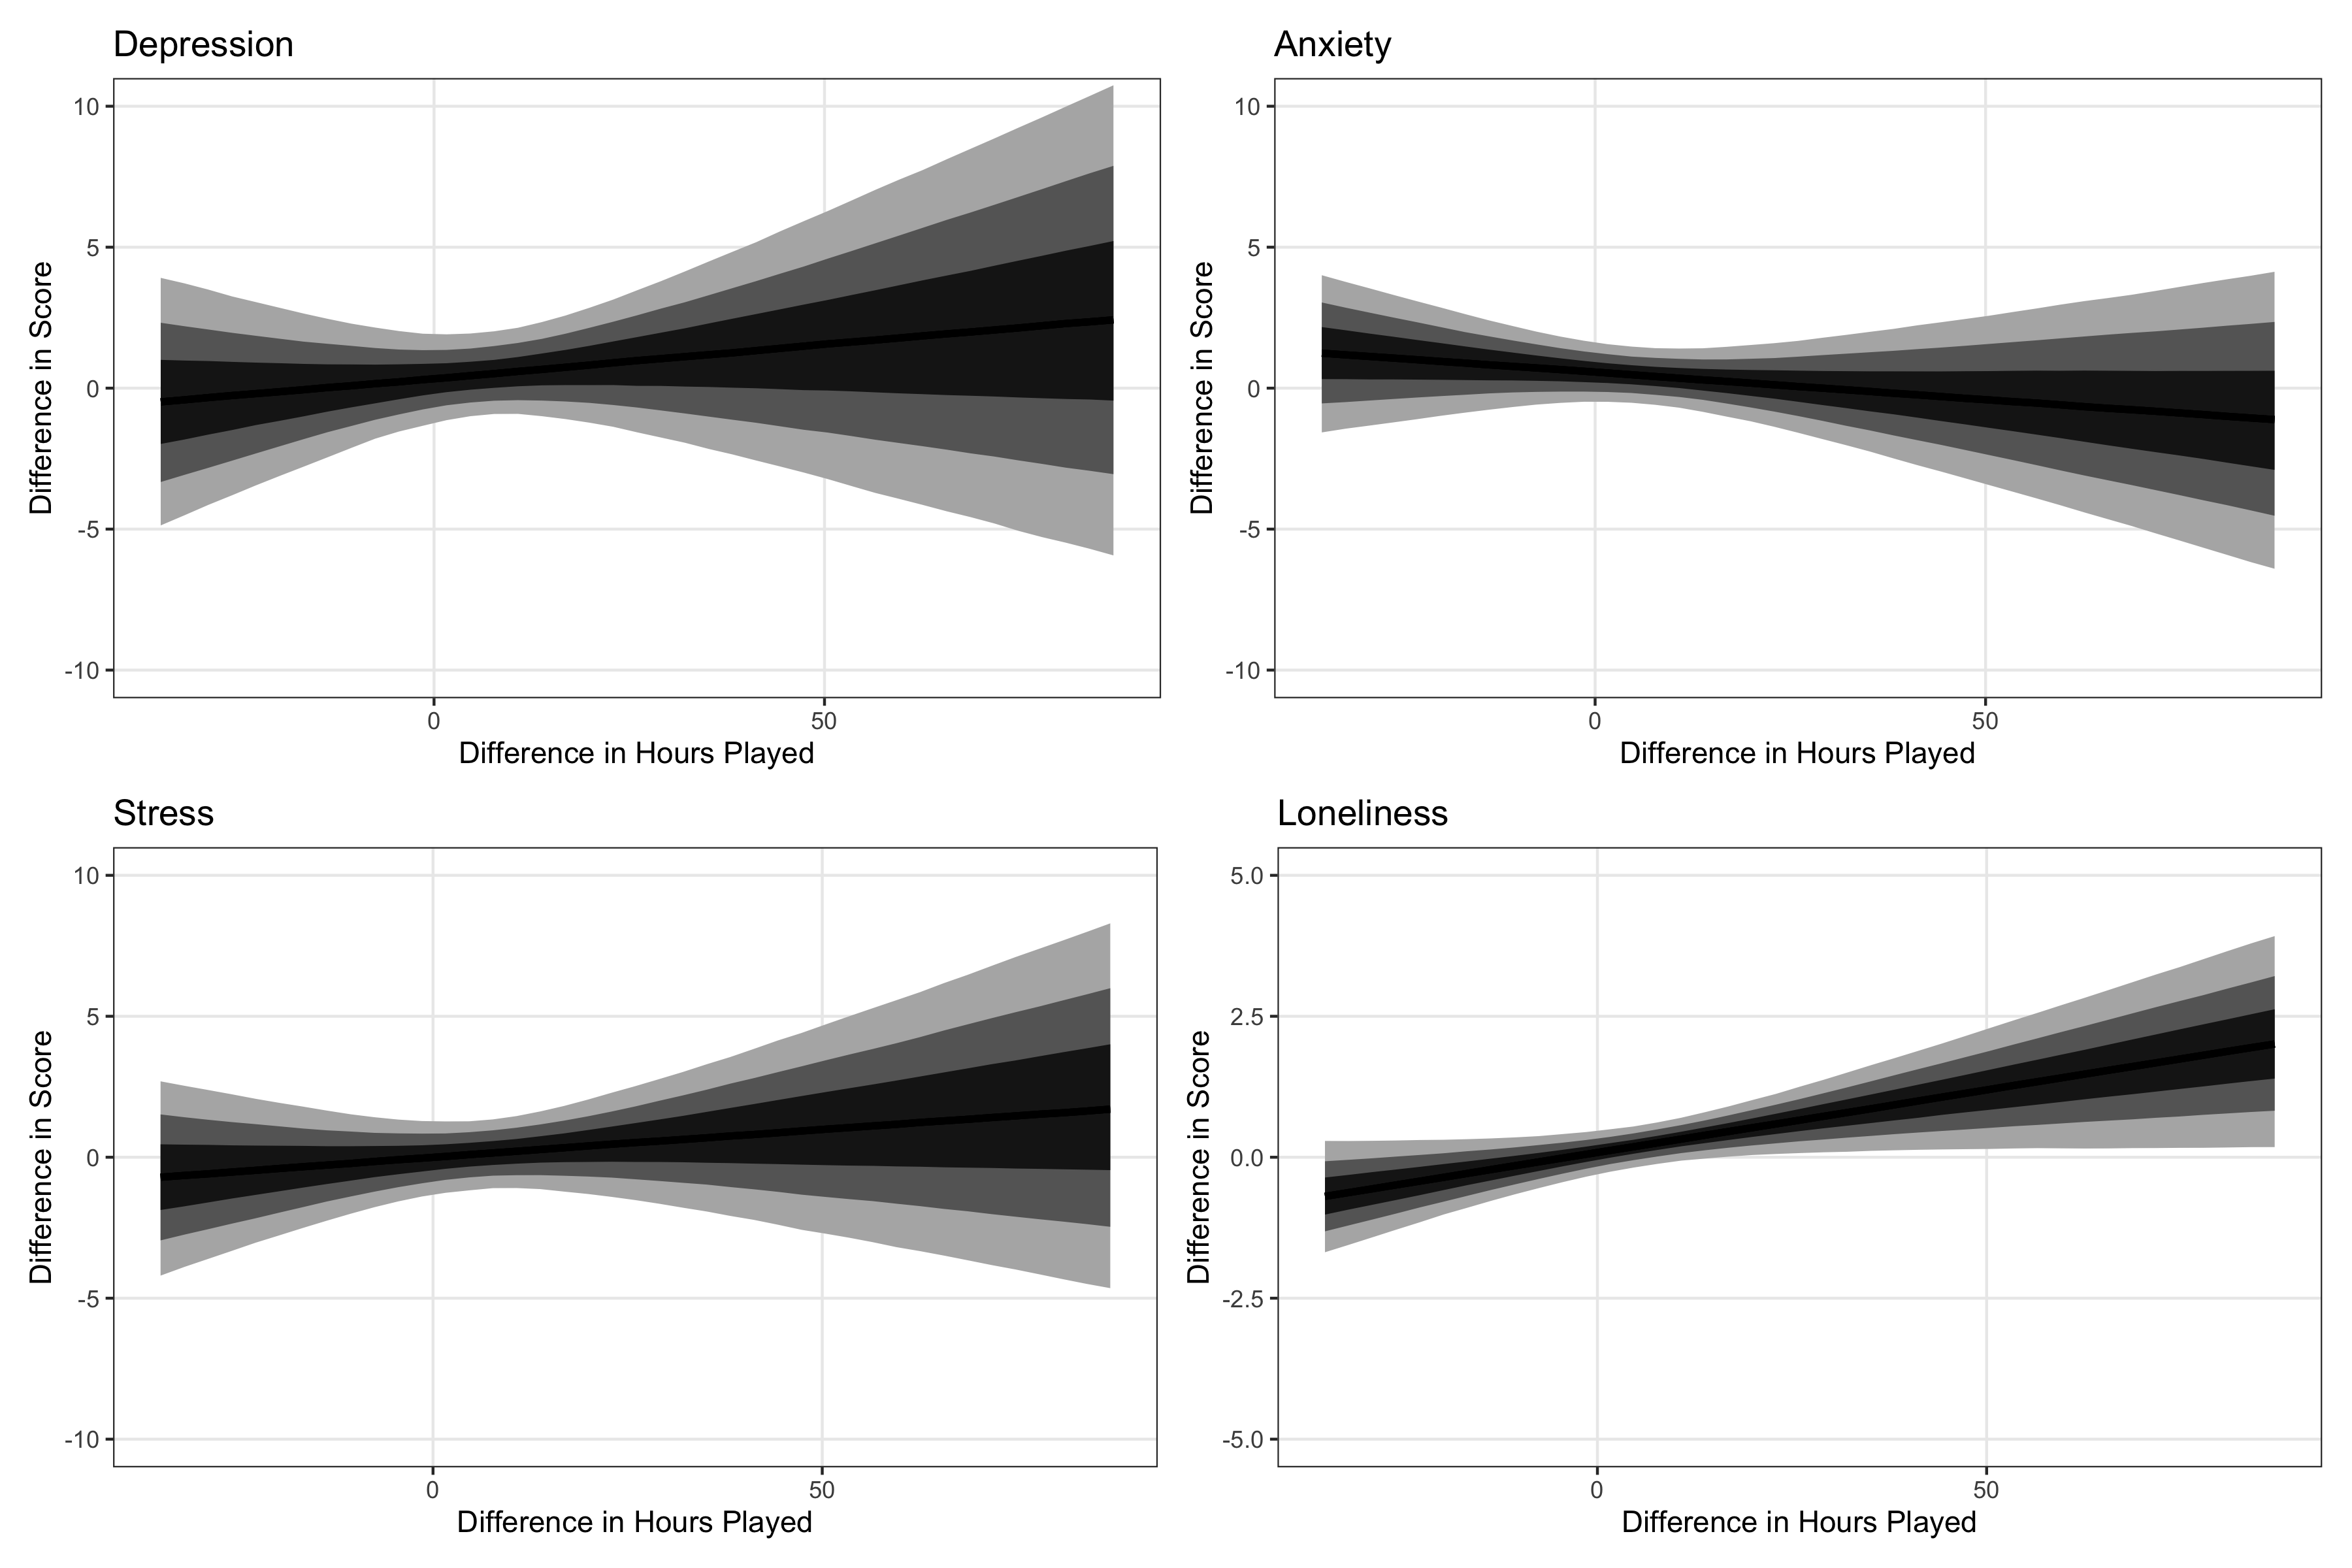 Depression
10
5
0
-5
-10
Difference in Score
0 50
Difference in Hours Played
Anxiety
10
5
0
-5
-10
Difference in Score
0 50
Difference in Hours Played
Stress
10
5
0
-5
-10
Difference in Score
0 50
Difference in Hours Played
Loneliness
5.0
2.5
0.0
-2.5
-5.0
Difference in Score
0 50
Difference in Hours Played